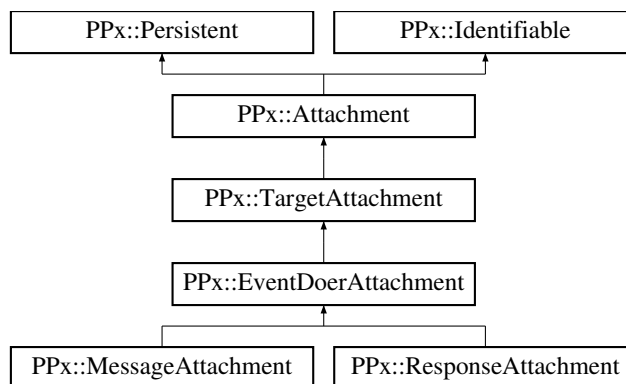 PPx::Persistent
PPx::Identifiable
PPx::Attachment
PPx::TargetAttachment
PPx::EventDoerAttachment
PPx::MessageAttachment
PPx::ResponseAttachment